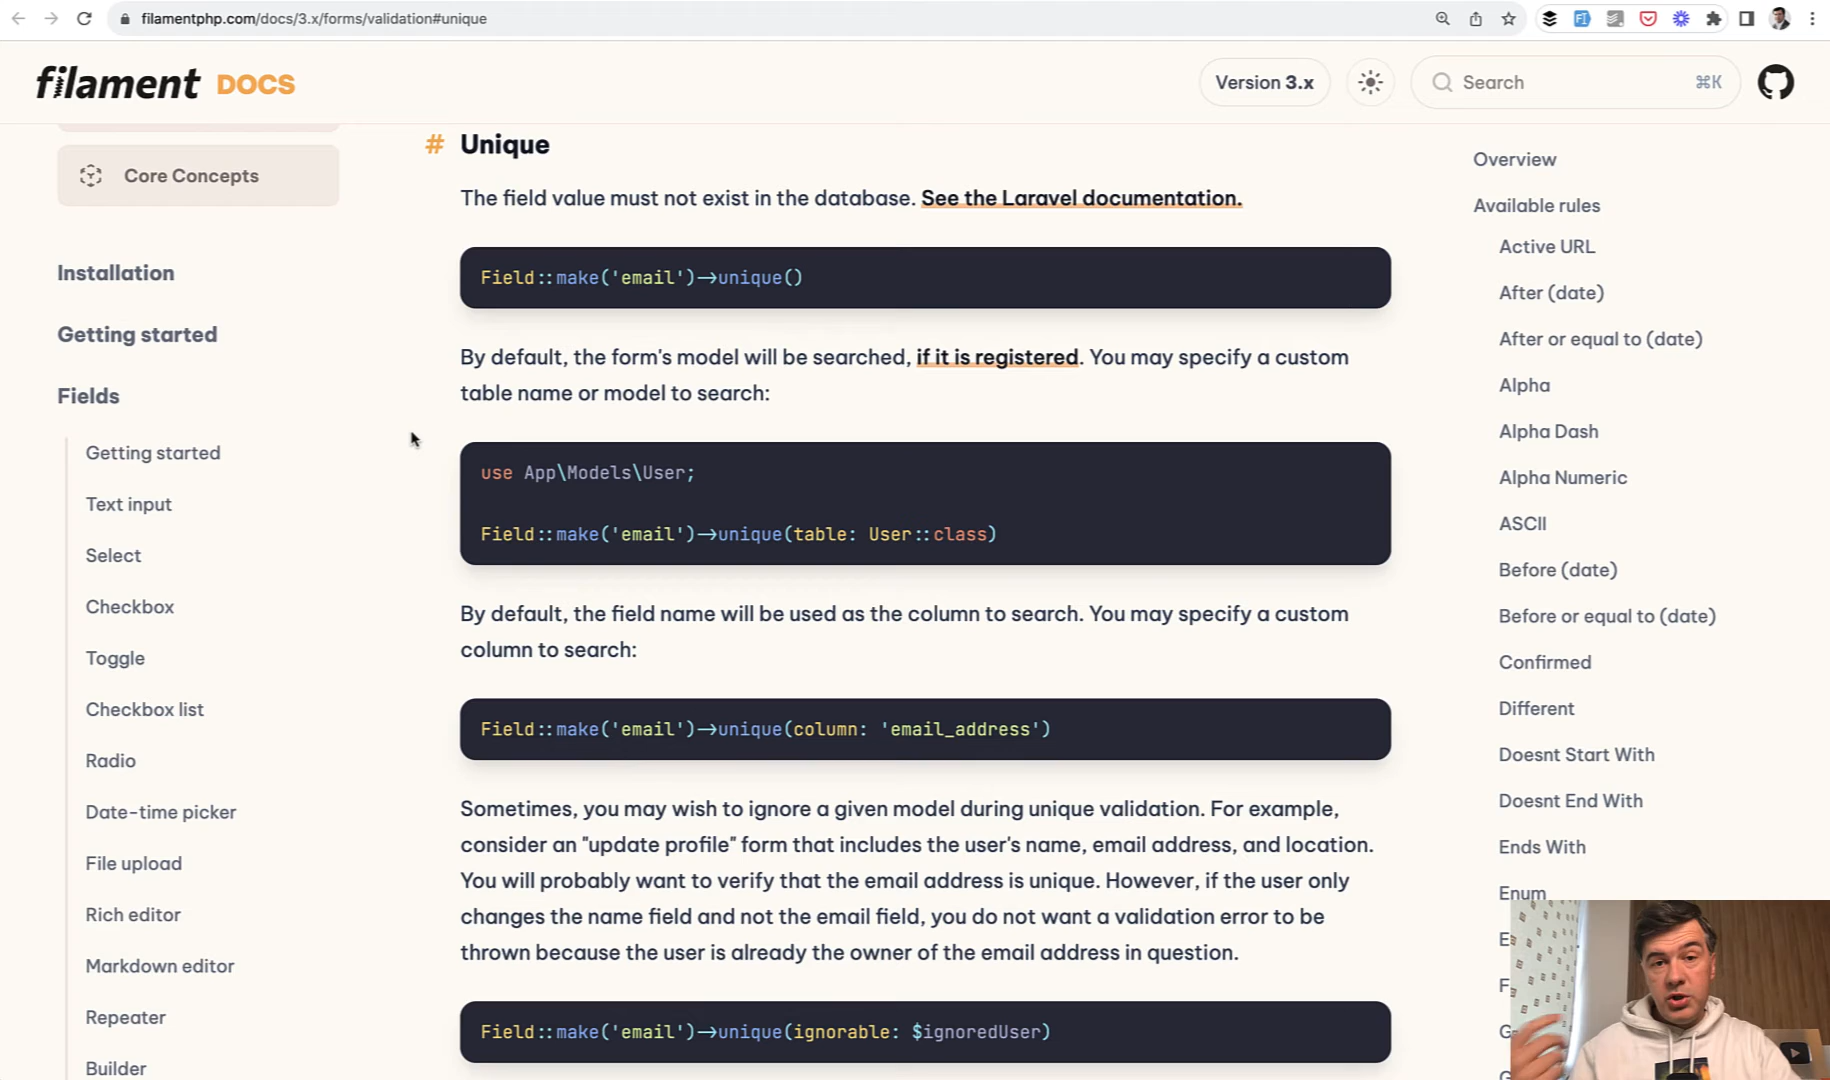 filamentphp.com/docs/3.x/forms/validation#unique
filament DOCS
Version 3.x
Search
⌘K
Core Concepts
Installation
Getting started
Fields
Getting started
Text input
Select
Checkbox
Toggle
Checkbox list
Radio
Date-time picker
File upload
Rich editor
Markdown editor
Repeater
Builder
# Unique
The field value must not exist in the database. See the Laravel documentation.
Field::make('email')->unique()
By default, the form's model will be searched, if it is registered. You may specify a custom
table name or model to search:
use App\Models\User;
Field::make('email')->unique(table: User::class)
By default, the field name will be used as the column to search. You may specify a custom
column to search:
Field::make('email')->unique(column: 'email_address')
Sometimes, you may wish to ignore a given model during unique validation. For example,
consider an "update profile" form that includes the user's name, email address, and location.
You will probably want to verify that the email address is unique. However, if the user only
changes the name field and not the email field, you do not want a validation error to be
thrown because the user is already the owner of the email address in question.
Field::make('email')->unique(ignorable: $ignoredUser)
Overview
Available rules
Active URL
After (date)
After or equal to (date)
Alpha
Alpha Dash
Alpha Numeric
ASCII
Before (date)
Before or equal to (date)
Confirmed
Different
Doesnt Start With
Doesnt End With
Ends With
Enum